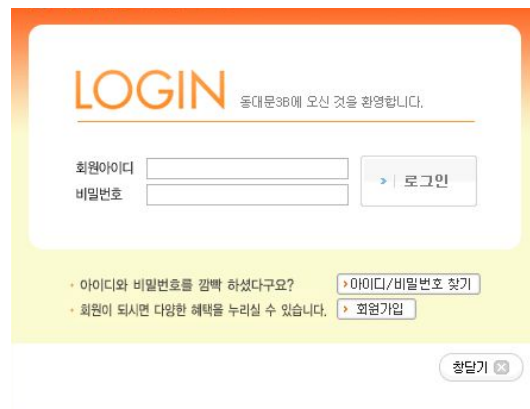 LOGIN 동대문3B에 오신 것을 환영합니다.
회원아이디
비밀번호
로그인
아이디와 비밀번호를 깜빡 하셨다구요? 아이디/비밀번호 찾기
회원이 되시면 다양한 혜택을 누리실 수 있습니다. 회원가입
창닫기